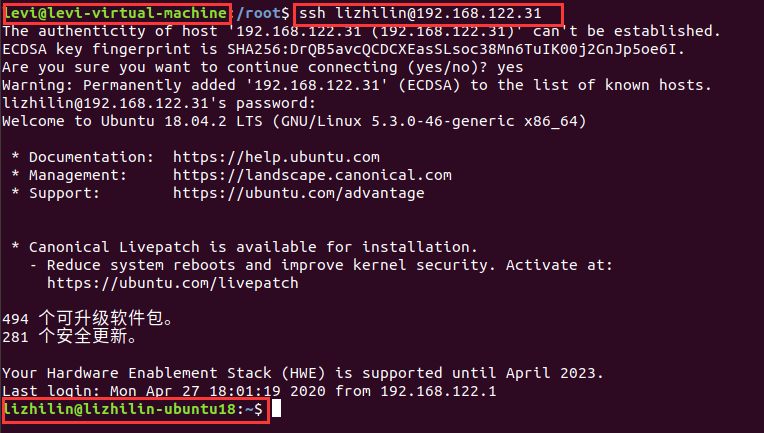 levi@levi-virtual-machine:/root$ ssh lizhilin@192.168.122.31
The authenticity of host '192.168.122.31 (192.168.122.31)' can't be established.
ECDSA key fingerprint is SHA256:DrQB5avcQCDCXEasSLsoc38Mn6TuIK00j2GnJp5oe6I.
Are you sure you want to continue connecting (yes/no)? yes
Warning: Permanently added '192.168.122.31' (ECDSA) to the list of known hosts.
lizhilin@192.168.122.31's password:
Welcome to Ubuntu 18.04.2 LTS (GNU/Linux 5.3.0-46-generic x86_64)
* Documentation:  https://help.ubuntu.com
* Management:     https://landscape.canonical.com
* Support:        https://ubuntu.com/advantage
* Canonical Livepatch is available for installation.
- Reduce system reboots and improve kernel security. Activate at:
https://ubuntu.com/livepatch
494 个可升级软件包。
281 个安全更新。
Your Hardware Enablement Stack (HWE) is supported until April 2023.
Last login: Mon Apr 27 18:01:19 2020 from 192.168.122.1
lizhilin@lizhilin-ubuntu18:~$